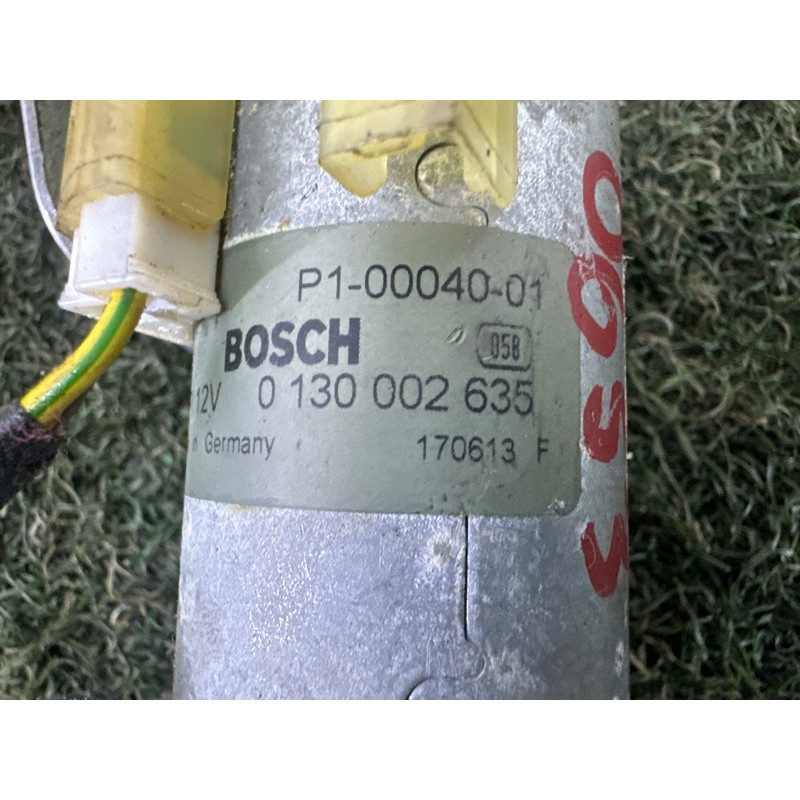 P1-00040-01
BOSCH 058
12V 0 130 002 635
n Germany 170613 F